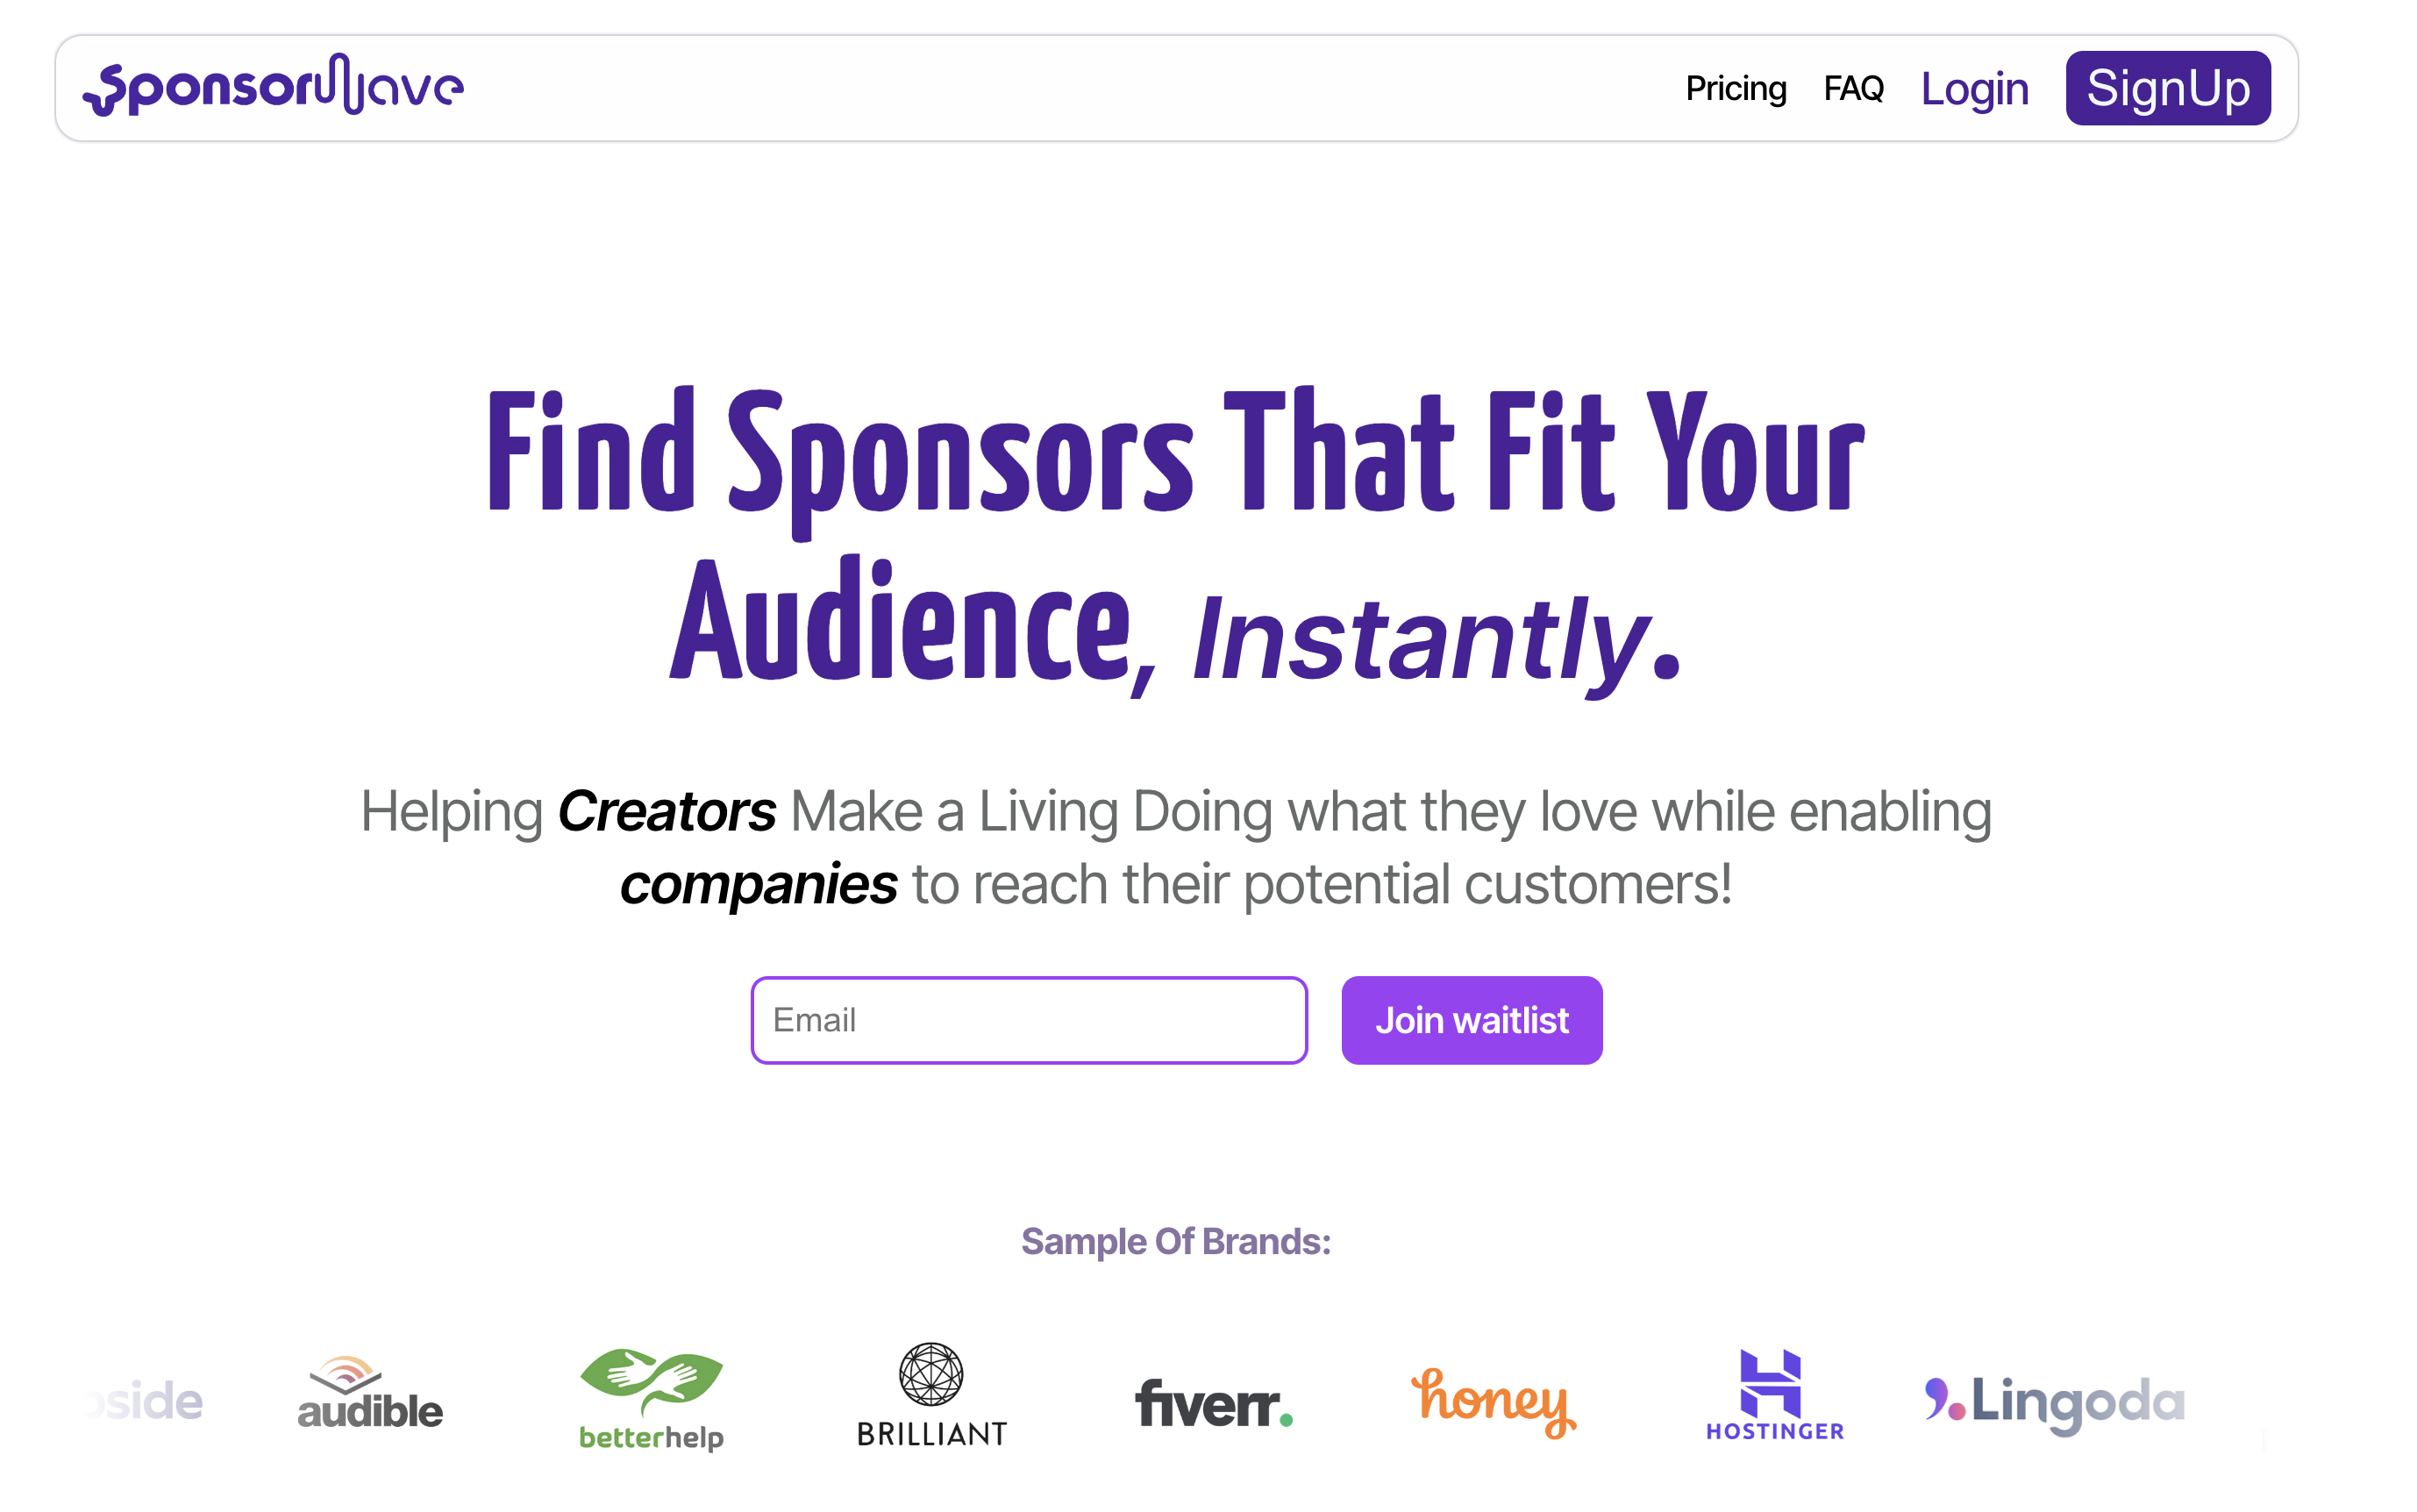 SponsorWave
Pricing FAQ Login SignUp
Find Sponsors That Fit Your
Audience, Instantly.
Helping Creators Make a Living Doing what they love while enabling
companies to reach their potential customers!
Email Join waitlist
Sample Of Brands:
audible betterhelp BRILLIANT fiverr. honey HOSTINGER Lingoda